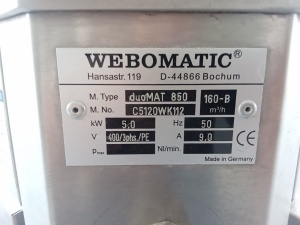 WEBOMATIC®
Hansastr. 119 D-44866 Bochum
M. Type duoMAT 850 160-B
M. No. C5120WK112 m³/h
kW 5.0 Hz 50
V 400/3phs./PE A 9.0
pmax Nl/min.
Made in Germany